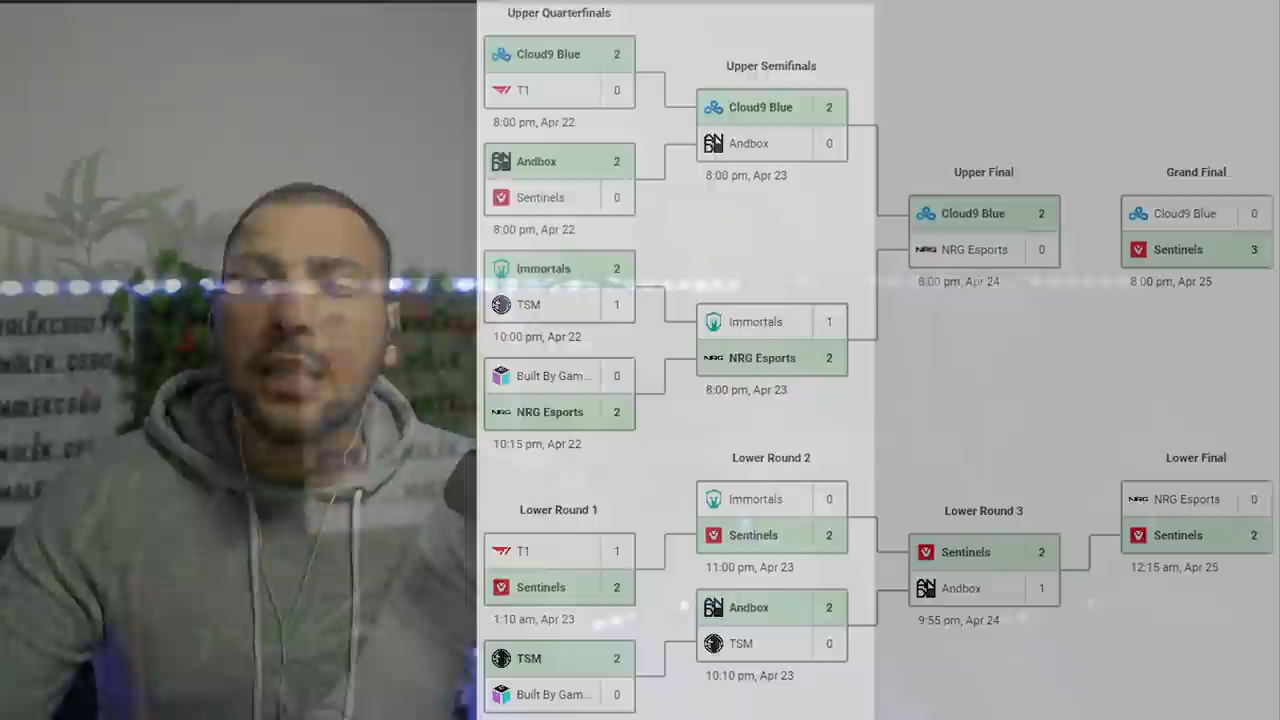 Upper Quarterfinals
Cloud9 Blue 2
T1 0
8:00 pm, Apr 22
Andbox 2
Sentinels 0
8:00 pm, Apr 22
Immortals 2
TSM 1
10:00 pm, Apr 22
Built By Gam... 0
NRG Esports 2
10:15 pm, Apr 22
Upper Semifinals
Cloud9 Blue 2
Andbox 0
8:00 pm, Apr 23
Immortals 1
NRG Esports 2
8:00 pm, Apr 23
Upper Final
Cloud9 Blue 2
NRG Esports 0
8:00 pm, Apr 24
Grand Final
Cloud9 Blue 0
Sentinels 3
8:00 pm, Apr 25
Lower Round 1
T1 1
Sentinels 2
1:10 am, Apr 23
TSM 2
Built By Gam... 0
Lower Round 2
Immortals 0
Sentinels 2
11:00 pm, Apr 23
Andbox 2
TSM 0
10:10 pm, Apr 23
Lower Round 3
Sentinels 2
Andbox 1
9:55 pm, Apr 24
Lower Final
NRG Esports 0
Sentinels 2
12:15 am, Apr 25